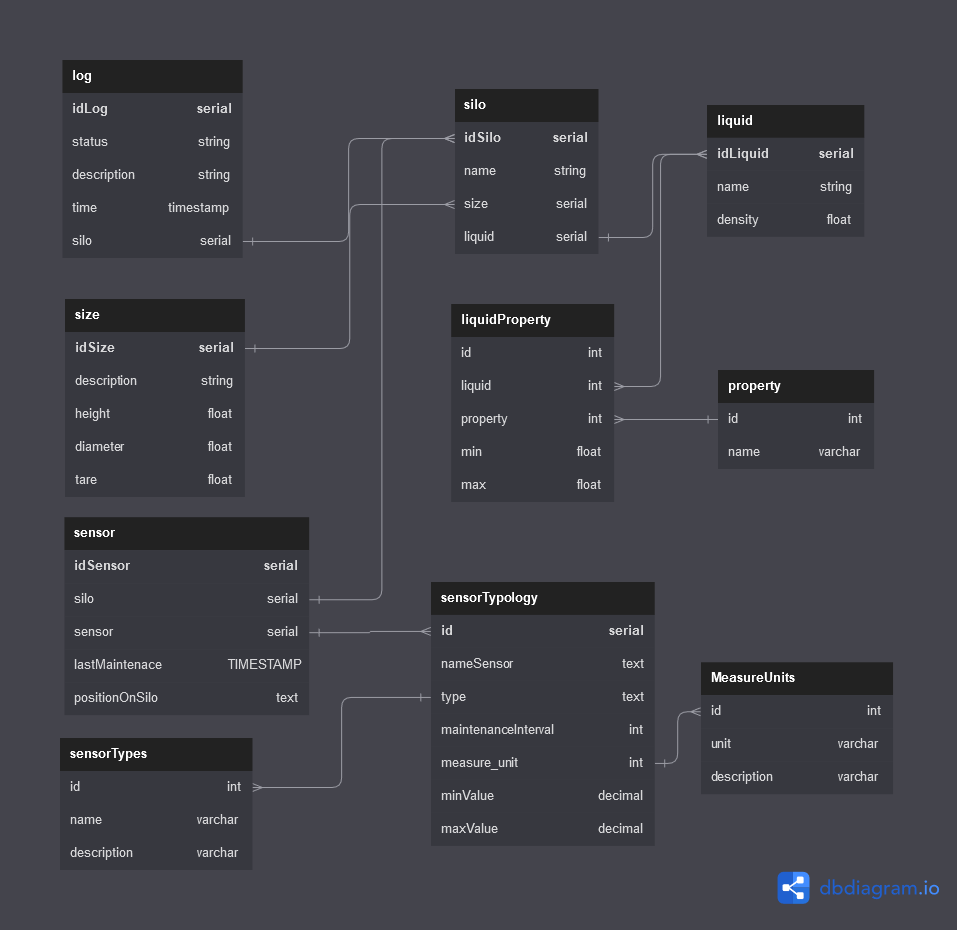 log
idLog serial
status string
description string
time timestamp
silo serial
silo
idSilo serial
name string
size serial
liquid serial
liquid
idLiquid serial
name string
density float
size
idSize serial
description string
height float
diameter float
tare float
liquidProperty
id int
liquid int
property int
min float
max float
property
id int
name varchar
sensor
idSensor serial
silo serial
sensor serial
lastMaintenace TIMESTAMP
positionOnSilo text
sensorTypology
id serial
nameSensor text
type text
maintenanceInterval int
measure_unit int
minValue decimal
maxValue decimal
MeasureUnits
id int
unit varchar
description varchar
sensorTypes
id int
name varchar
description varchar
dbdiagram.io